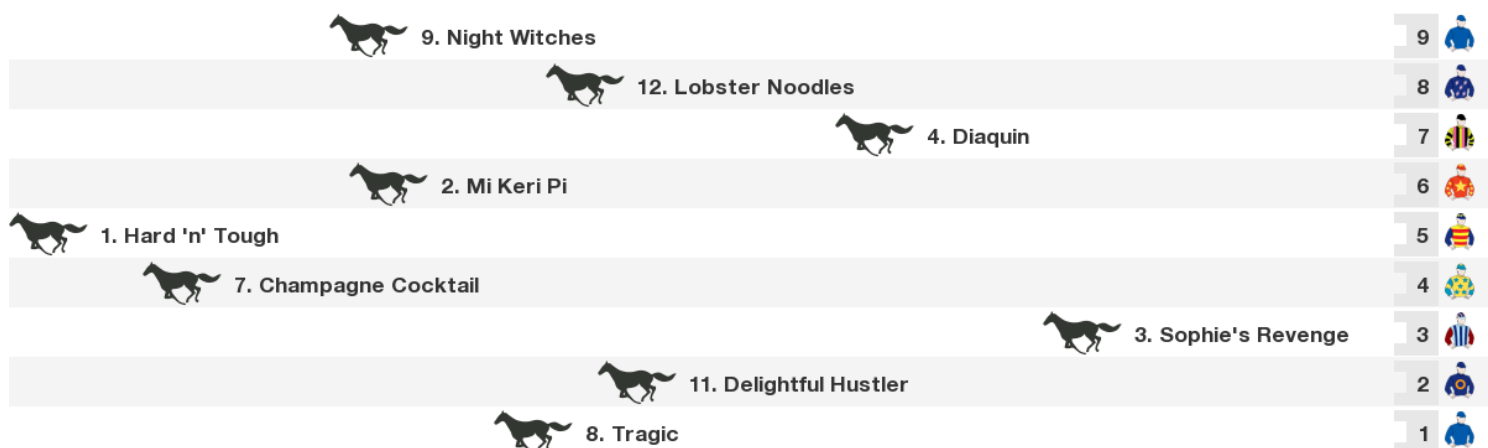 9. Night Witches 9
12. Lobster Noodles 8
4. Diaquin 7
2. Mi Keri Pi 6
1. Hard 'n' Tough 5
7. Champagne Cocktail 4
3. Sophie's Revenge 3
11. Delightful Hustler 2
8. Tragic 1